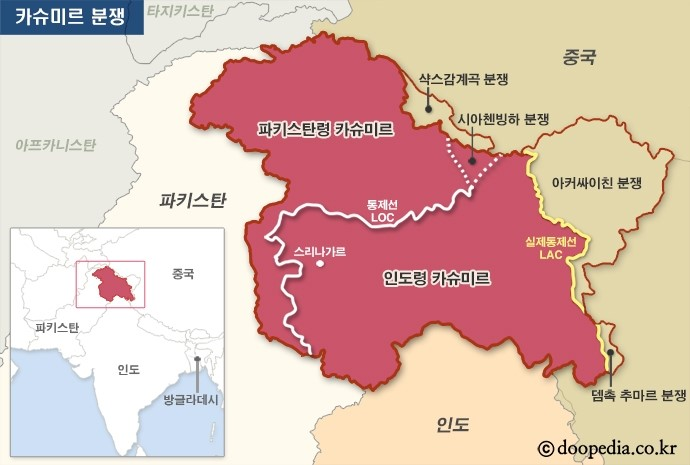 카슈미르 분쟁
타지키스탄
중국
샥스감계곡 분쟁
시아첸빙하 분쟁
파키스탄령 카슈미르
아프카니스탄
아커싸이친 분쟁
파키스탄
통제선
LOC
실제통제선
LAC
스리나가르
인도령 카슈미르
중국
파키스탄
인도
방글라데시
뎀촉 추마르 분쟁
인도
ⓒ doopedia.co.kr